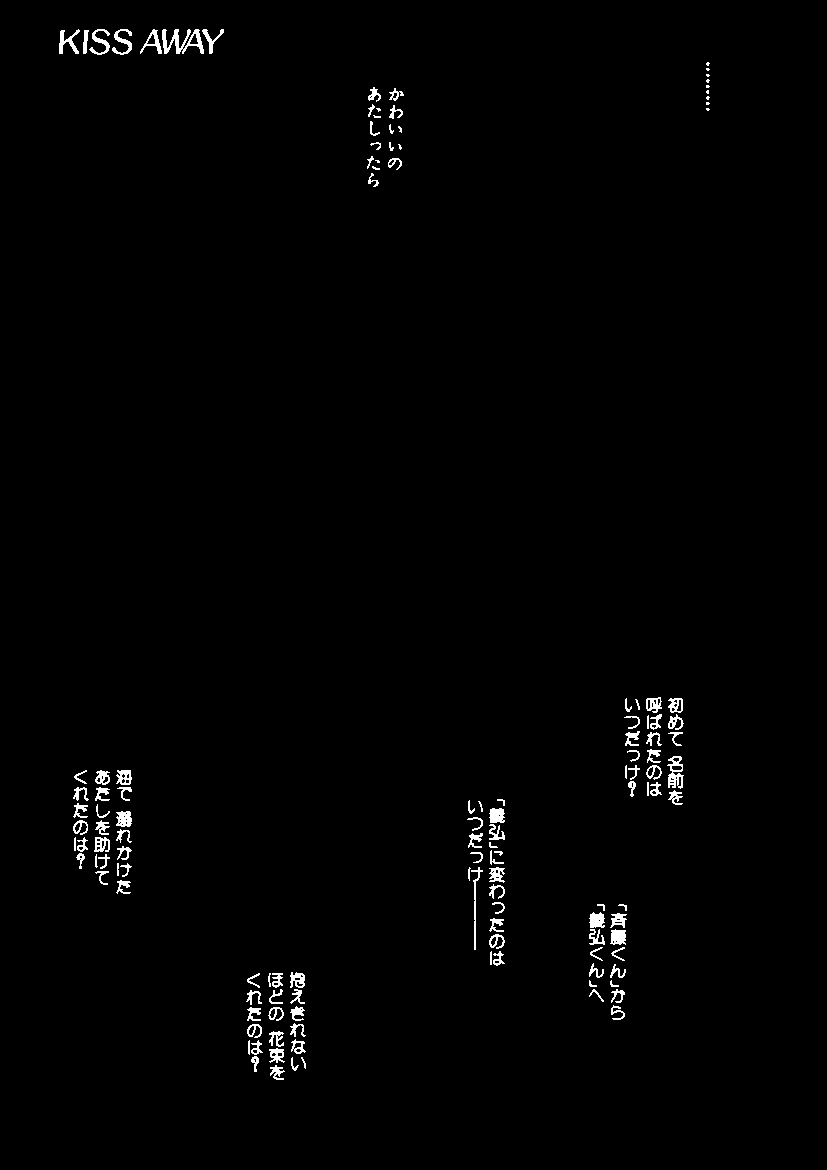 KISS AWAY
………
かわいいの
あたしったら
初めて 名前を
呼ばれたのは
いつだっけ？
「斉藤くん」から
「義弘くん」へ
「義弘」に変わったのは
いつだっけ————
抱えきれない
ほどの 花束を
くれたのは？
海で 溺れかけた
あたしを助けて
くれたのは？